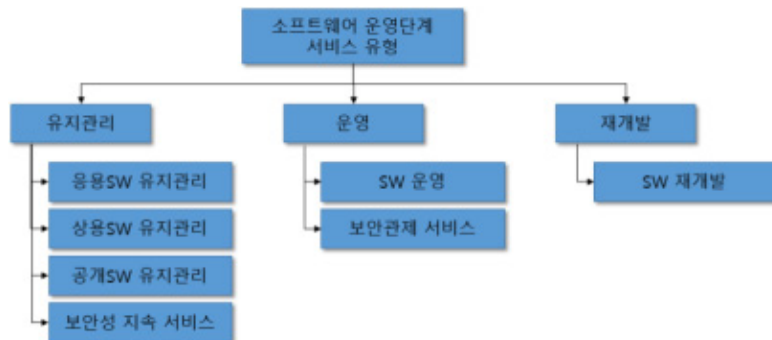 소프트웨어 운영단계
서비스 유형
유지관리
운영
재개발
응용SW 유지관리
SW 운영
SW 재개발
상용SW 유지관리
보안관제 서비스
공개SW 유지관리
보안성 지속 서비스